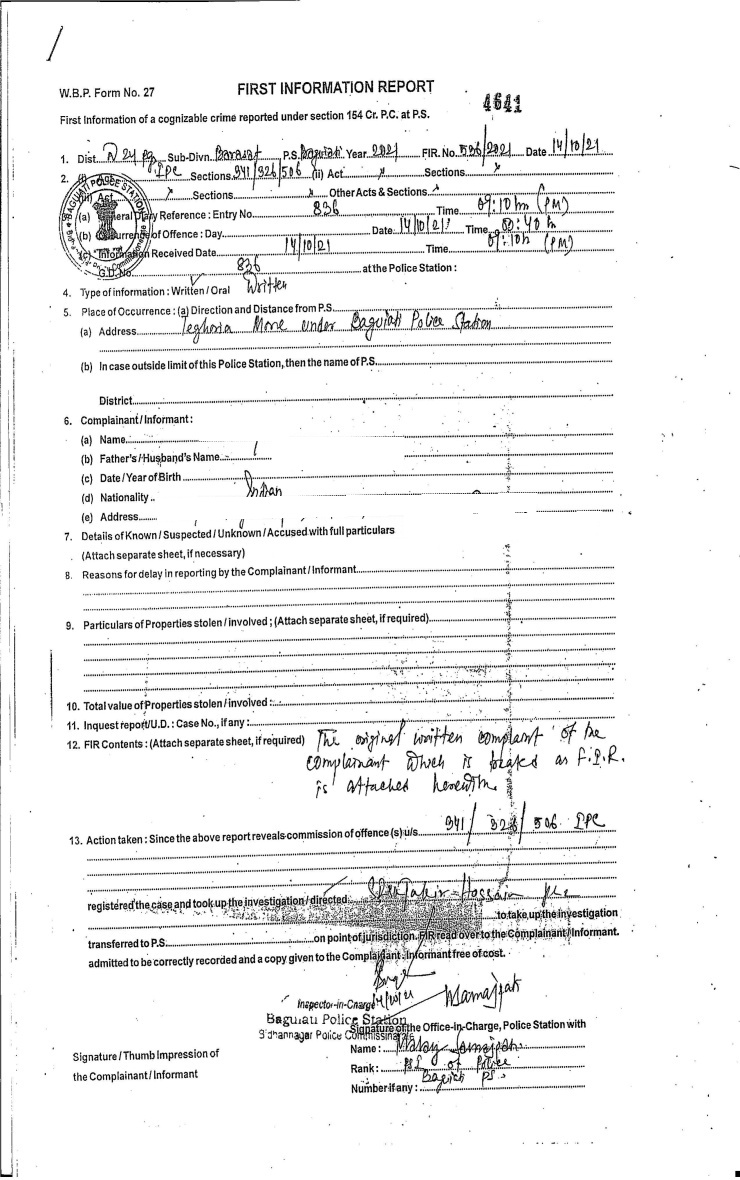 W.B.P. Form No. 27
FIRST INFORMATION REPORT
4641
First Information of a cognizable crime reported under section 154 Cr. P.C. at P.S.
1. Dist. N 24 pgs Sub-Divn. Barasat P.S. Baguiati Year 2021 FIR. No. 536/2021 Date 14/10/21
2. (i) Act IPC Sections 341/326/506 (ii) Act x Sections x
(iii) Act x Sections x Other Acts & Sections x
(a) General Diary Reference : Entry No. 836 Time 09:10 hr (PM)
(b) Occurrence of Offence : Day Date 14/10/21 Time
(c) Information Received Date 14/10/21 Time 09:10 hr (PM)
G.D. No. 836 at the Police Station :
BAGUIATI POLICE STATION
4. Type of information : Written / Oral Written
5. Place of Occurrence : (a) Direction and Distance from P.S.
(a) Address Teghoria More under Baguiati Police Station
(b) In case outside limit of this Police Station, then the name of P.S.
District
6. Complainant / Informant :
(a) Name
(b) Father's / Husband's Name
(c) Date / Year of Birth
(d) Nationality .. Indian
(e) Address
7. Details of Known / Suspected / Unknown / Accused with full particulars
(Attach separate sheet, if necessary)
8. Reasons for delay in reporting by the Complainant / Informant
9. Particulars of Properties stolen / involved ; (Attach separate sheet, if required)
10. Total value of Properties stolen / involved :
11. Inquest report/U.D. : Case No., if any :
12. FIR Contents : (Attach separate sheet, if required) The original written complaint of the
complainant which is treated as F.I.R.
is attached herewith.
13. Action taken : Since the above report reveals commission of offence (s) u/s 341/326/506 IPC
registered the case and took up the investigation / directed Hossain
to take up the investigation
transferred to P.S. on point of jurisdiction. FIR read over to the Complainant / Informant.
admitted to be correctly recorded and a copy given to the Complainant : Informant free of cost.
Inspector-in-Charge 14/10/21
Baguiati Police Station
Bidhannagar Police Commissionerate
Signature of the Office-In-Charge, Police Station with
Signature / Thumb Impression of
the Complainant / Informant
Name :
Rank : of Police
Number if any : Baguiati PS.